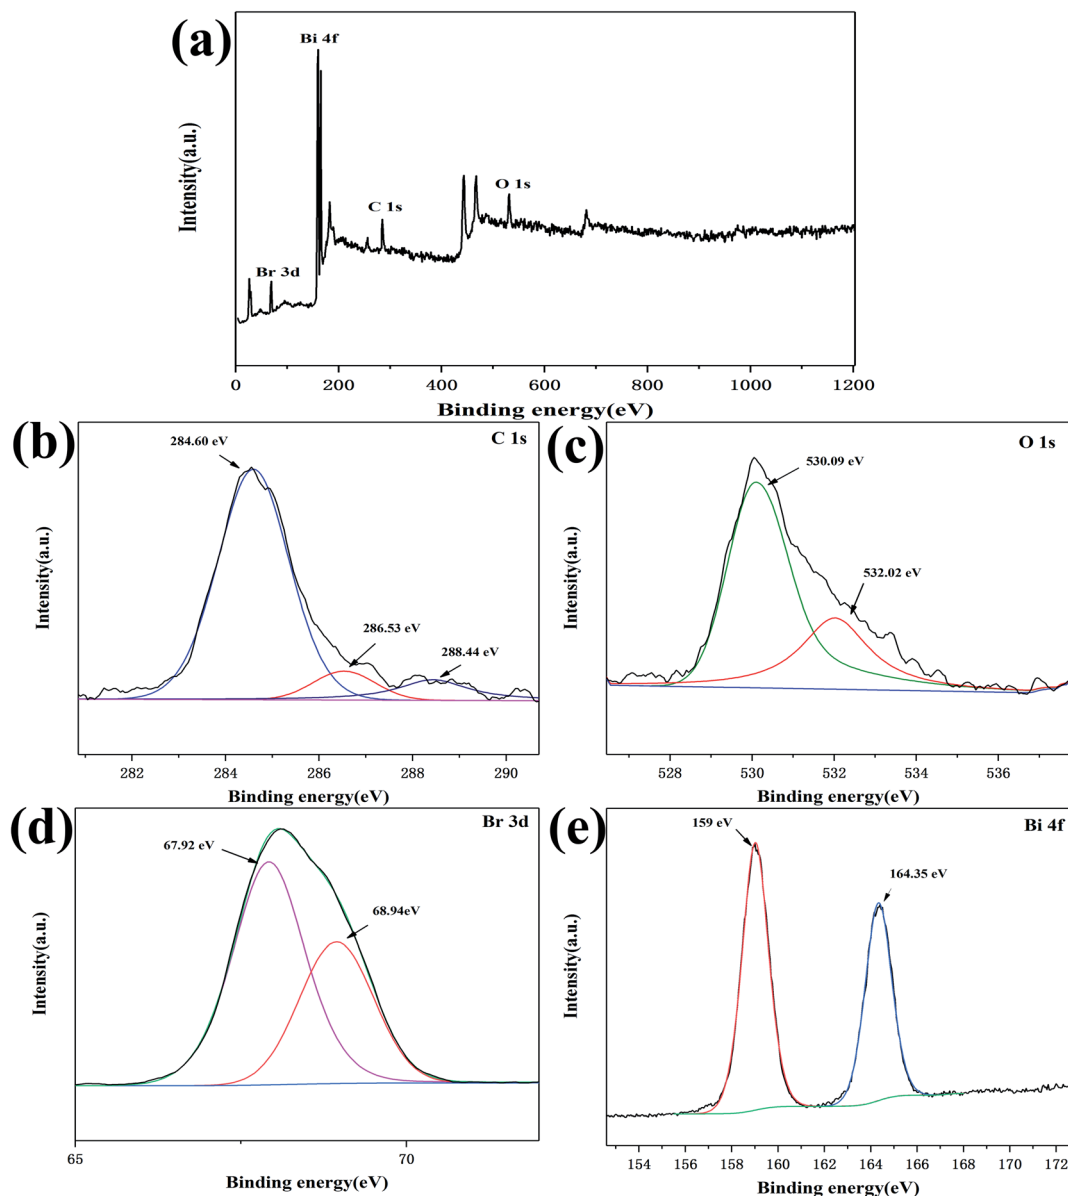 (a)
Bi 4f
C 1s
O 1s
Br 3d
Intensity(a.u.)
0 200 400 600 800 1000 1200
Binding energy(eV)
(b)
C 1s
284.60 eV
286.53 eV
288.44 eV
Intensity(a.u.)
282 284 286 288 290
Binding energy(eV)
(c)
O 1s
530.09 eV
532.02 eV
Intensity(a.u.)
528 530 532 534 536
Binding energy(eV)
(d)
Br 3d
67.92 eV
68.94eV
Intensity(a.u.)
65 70
Binding energy(eV)
(e)
Bi 4f
159 eV
164.35 eV
Intensity(a.u.)
154 156 158 160 162 164 166 168 170 172
Binding energy(eV)